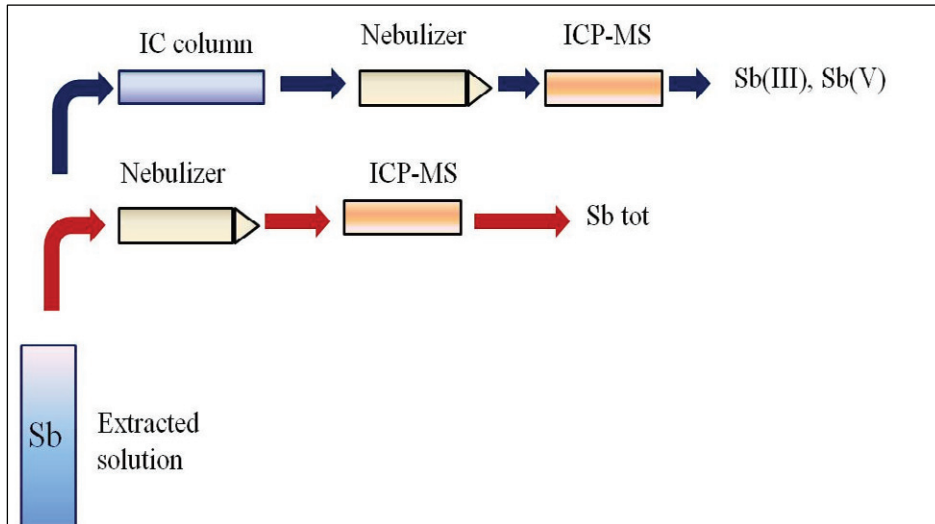 IC column
Nebulizer
ICP-MS
Sb(III), Sb(V)
Nebulizer
ICP-MS
Sb tot
Sb
Extracted
solution